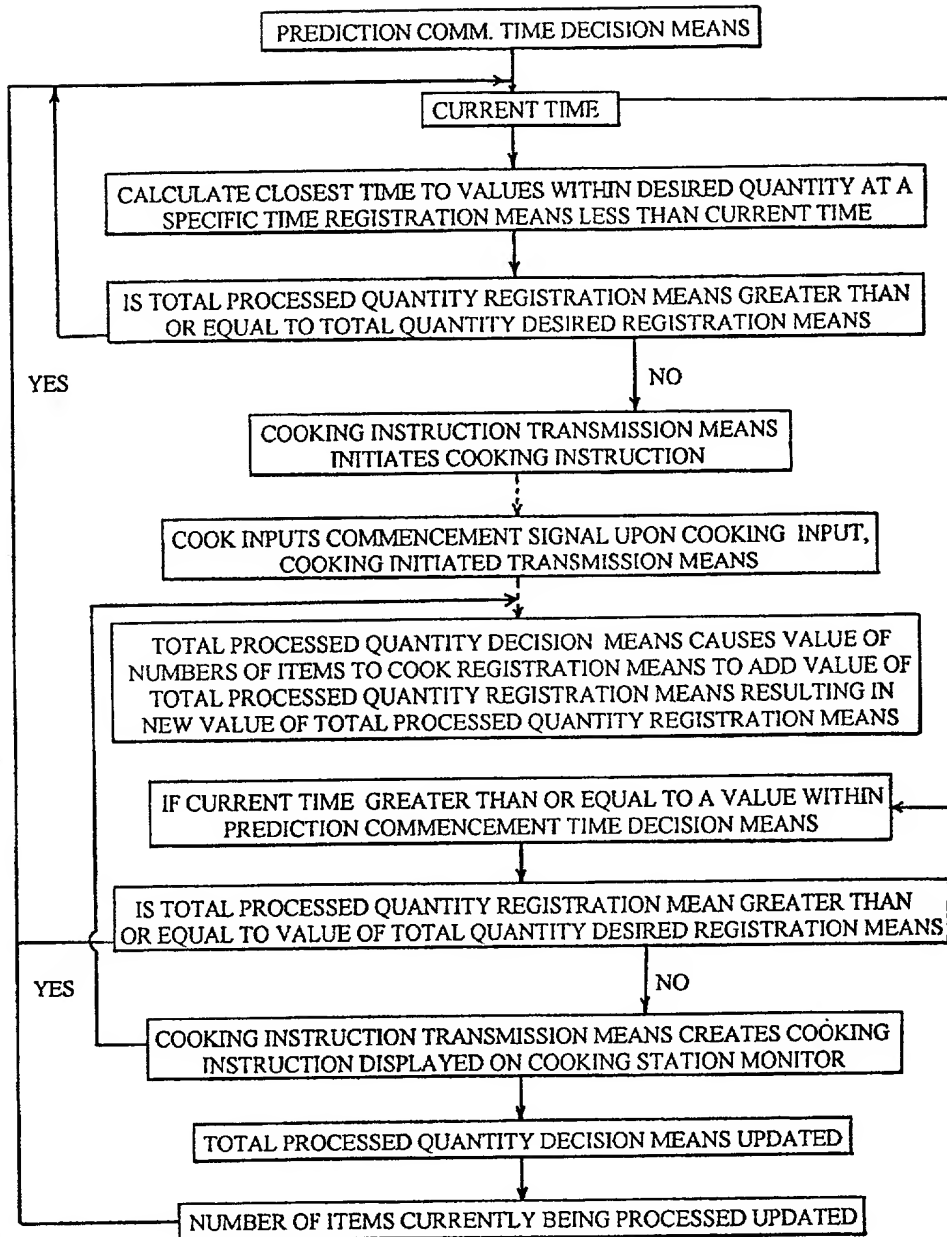 PREDICTION COMM. TIME DECISION MEANS
CURRENT TIME
CALCULATE CLOSEST TIME TO VALUES WITHIN DESIRED QUANTITY AT A
SPECIFIC TIME REGISTRATION MEANS LESS THAN CURRENT TIME
IS TOTAL PROCESSED QUANTITY REGISTRATION MEANS GREATER THAN
OR EQUAL TO TOTAL QUANTITY DESIRED REGISTRATION MEANS
YES
NO
COOKING INSTRUCTION TRANSMISSION MEANS
INITIATES COOKING INSTRUCTION
COOK INPUTS COMMENCEMENT SIGNAL UPON COOKING INPUT,
COOKING INITIATED TRANSMISSION MEANS
TOTAL PROCESSED QUANTITY DECISION MEANS CAUSES VALUE OF
NUMBERS OF ITEMS TO COOK REGISTRATION MEANS TO ADD VALUE OF
TOTAL PROCESSED QUANTITY REGISTRATION MEANS RESULTING IN
NEW VALUE OF TOTAL PROCESSED QUANTITY REGISTRATION MEANS
IF CURRENT TIME GREATER THAN OR EQUAL TO A VALUE WITHIN
PREDICTION COMMENCEMENT TIME DECISION MEANS
IS TOTAL PROCESSED QUANTITY REGISTRATION MEAN GREATER THAN
OR EQUAL TO VALUE OF TOTAL QUANTITY DESIRED REGISTRATION MEANS
YES
NO
COOKING INSTRUCTION TRANSMISSION MEANS CREATES COOKING
INSTRUCTION DISPLAYED ON COOKING STATION MONITOR
TOTAL PROCESSED QUANTITY DECISION MEANS UPDATED
NUMBER OF ITEMS CURRENTLY BEING PROCESSED UPDATED